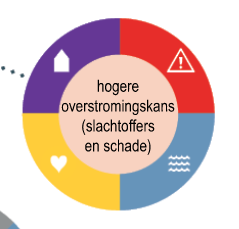 hogere
overstromingskans
(slachtoffers
en schade)